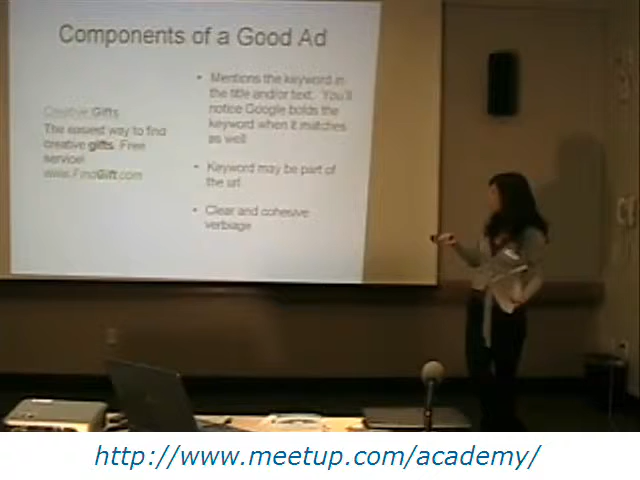 Components of a Good Ad
Creative Gifts
The easiest way to find
creative gifts. Free
service!
www.FindGift.com
• Mentions the keyword in
the title and/or text. You'll
notice Google bolds the
keyword when it matches
as well
• Keyword may be part of
the url
• Clear and cohesive
verbiage
http://www.meetup.com/academy/